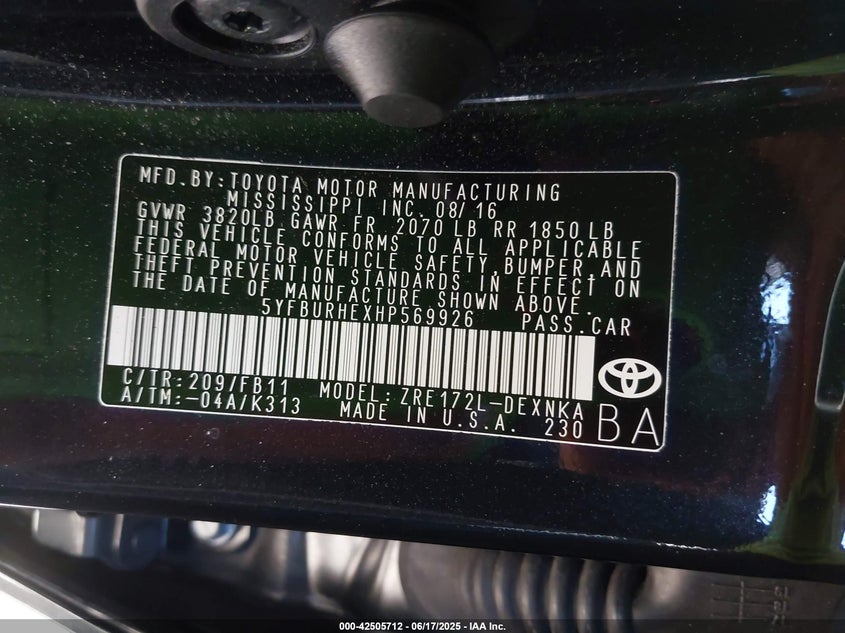 MFD.BY:TOYOTA MOTOR MANUFACTURING
MISSISSIPPI INC. 08/16
GVWR 3820LB GAWR FR 2070 LB RR 1850 LB
THIS VEHICLE CONFORMS TO ALL APPLICABLE
FEDERAL MOTOR VEHICLE SAFETY,BUMPER,AND
THEFT PREVENTION STANDARDS IN EFFECT ON
THE DATE OF MANUFACTURE SHOWN ABOVE.
5YFBURHEXHP569926 PASS.CAR
C/TR:209/FB11 MODEL:ZRE172L-DEXNKA
A/TM:-04A/K313 MADE IN U.S.A. 230
BA
000-42505712 - 06/17/2025 - IAA Inc.